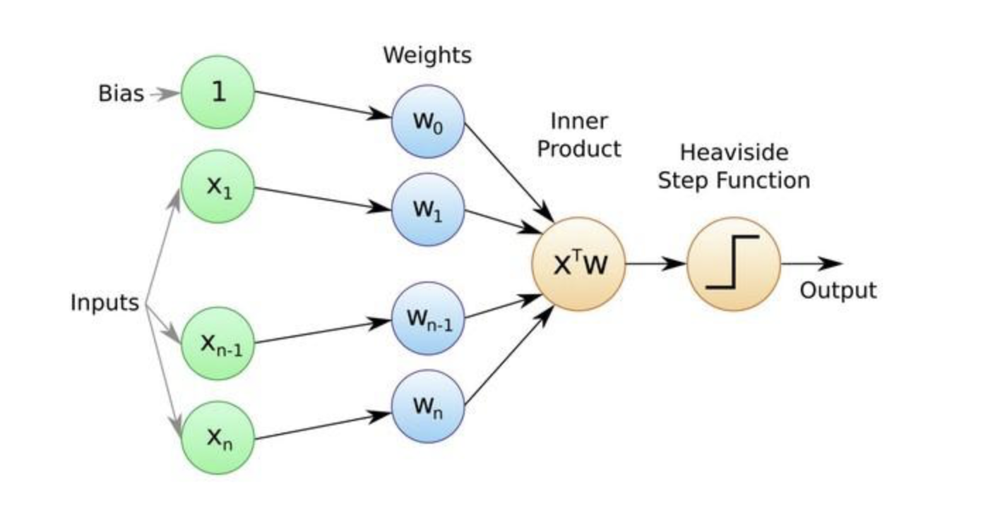 Weights
Bias
1
w0
Inner
Product
Heaviside
Step Function
x1
w1
xᵀw
Inputs
Output
xn-1
wn-1
xn
wn